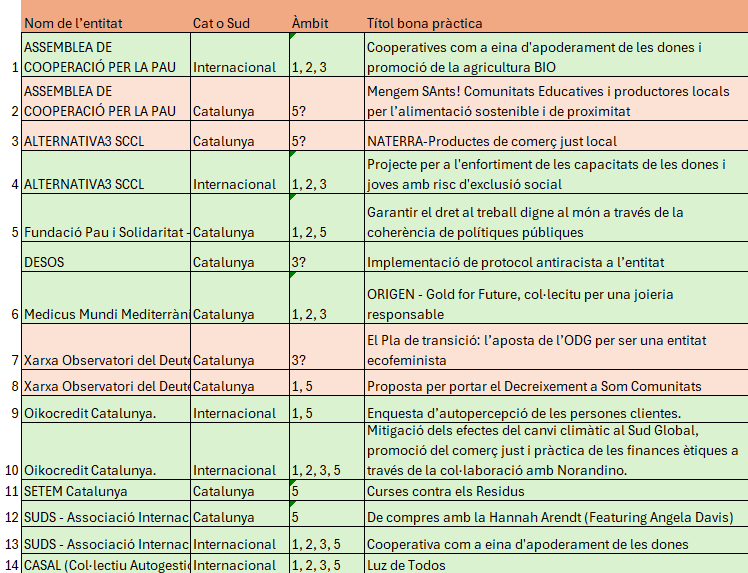 Nom de l’entitat Cat o Sud Àmbit Títol bona pràctica
ASSEMBLEA DE
COOPERACIÓ PER LA PAU
1 Internacional 1, 2, 3
Cooperatives com a eina d'apoderament de les dones i
promoció de la agricultura BIO
ASSEMBLEA DE
COOPERACIÓ PER LA PAU
2 Catalunya 5?
Mengem SAnts! Comunitats Educatives i productores locals
per l’alimentació sostenible i de proximitat
3 ALTERNATIVA3 SCCL Catalunya 5? NATERRA-Productes de comerç just local
4 ALTERNATIVA3 SCCL Internacional 1, 2, 3
Projecte per a l'enfortiment de les capacitats de les dones i
joves amb risc d'exclusió social
5 Fundació Pau i Solidaritat - Catalunya 1, 2, 5
Garantir el dret al treball digne al món a través de la
coherència de polítiques públiques
DESOS Catalunya 3? Implementació de protocol antiracista a l’entitat
6 Medicus Mundi Mediterràni Catalunya 1, 2, 3
ORIGEN - Gold for Future, col·lecitu per una joieria
responsable
7 Xarxa Observatori del Deute Catalunya 3?
El Pla de transició: l’aposta de l’ODG per ser una entitat
ecofeminista
8 Xarxa Observatori del Deute Catalunya 1, 5 Proposta per portar el Decreixement a Som Comunitats
9 Oikocredit Catalunya. Internacional 1, 5 Enquesta d’autopercepció de les persones clientes.
10 Oikocredit Catalunya. Internacional 1, 2, 3, 5
Mitigació dels efectes del canvi climàtic al Sud Global,
promoció del comerç just i pràctica de les finances ètiques a
través de la col·laboració amb Norandino.
11 SETEM Catalunya Catalunya 5 Curses contra els Residus
12 SUDS - Associació Internac Catalunya 5 De compres amb la Hannah Arendt (Featuring Angela Davis)
13 SUDS - Associació Internac Internacional 1, 2, 3, 5 Cooperativa com a eina d'apoderament de les dones
14 CASAL (Col·lectiu Autogestic Internacional 1, 2, 3, 5 Luz de Todos